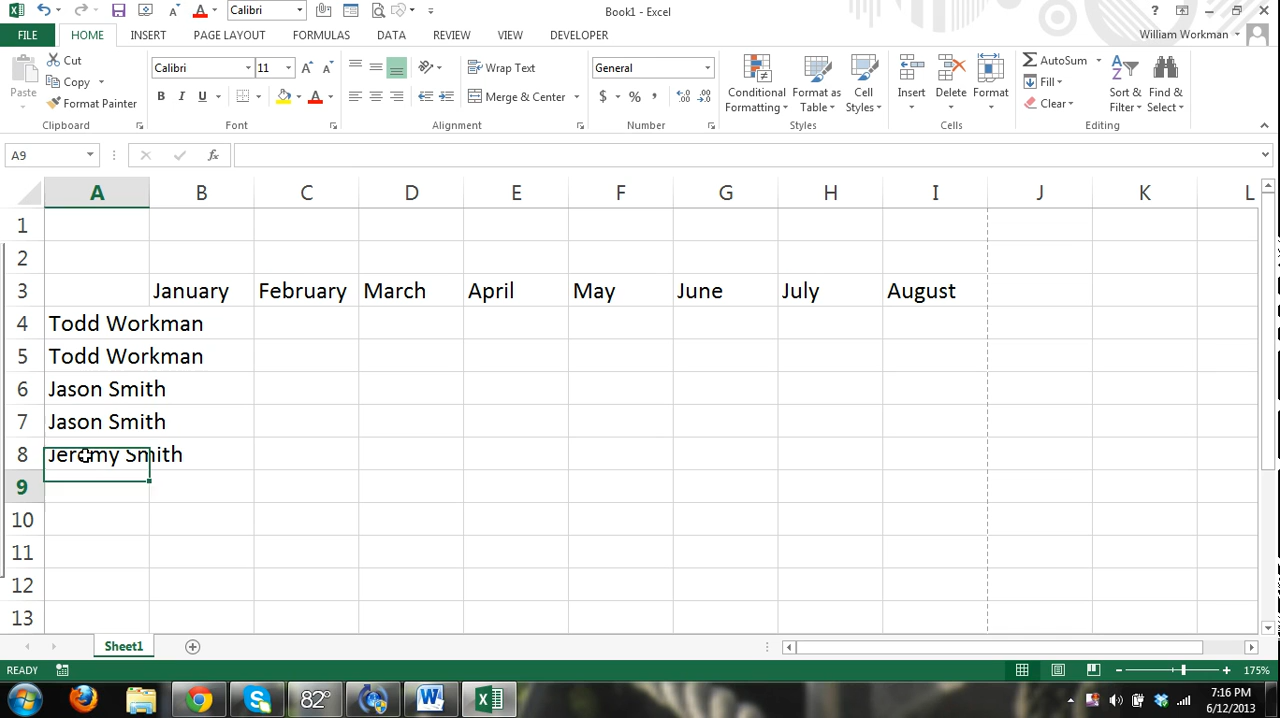 Calibri
Book1 - Excel
?
FILE HOME INSERT PAGE LAYOUT FORMULAS DATA REVIEW VIEW DEVELOPER William Workman
Paste
Cut
Copy
Format Painter
Clipboard
Calibri 11
B I U
Font
Wrap Text
Merge & Center
Alignment
General
$ % ,
Number
Conditional Formatting
Format as Table
Cell Styles
Styles
Insert
Delete
Format
Cells
AutoSum
Fill
Clear
Sort & Filter
Find & Select
Editing
A9 fx
A B C D E F G H I J K L
1
2
3 January February March April May June July August
4 Todd Workman
5 Todd Workman
6 Jason Smith
7 Jason Smith
8 Jeremy Smith
9
10
11
12
13
Sheet1
READY 175%
82°
7:16 PM
6/12/2013